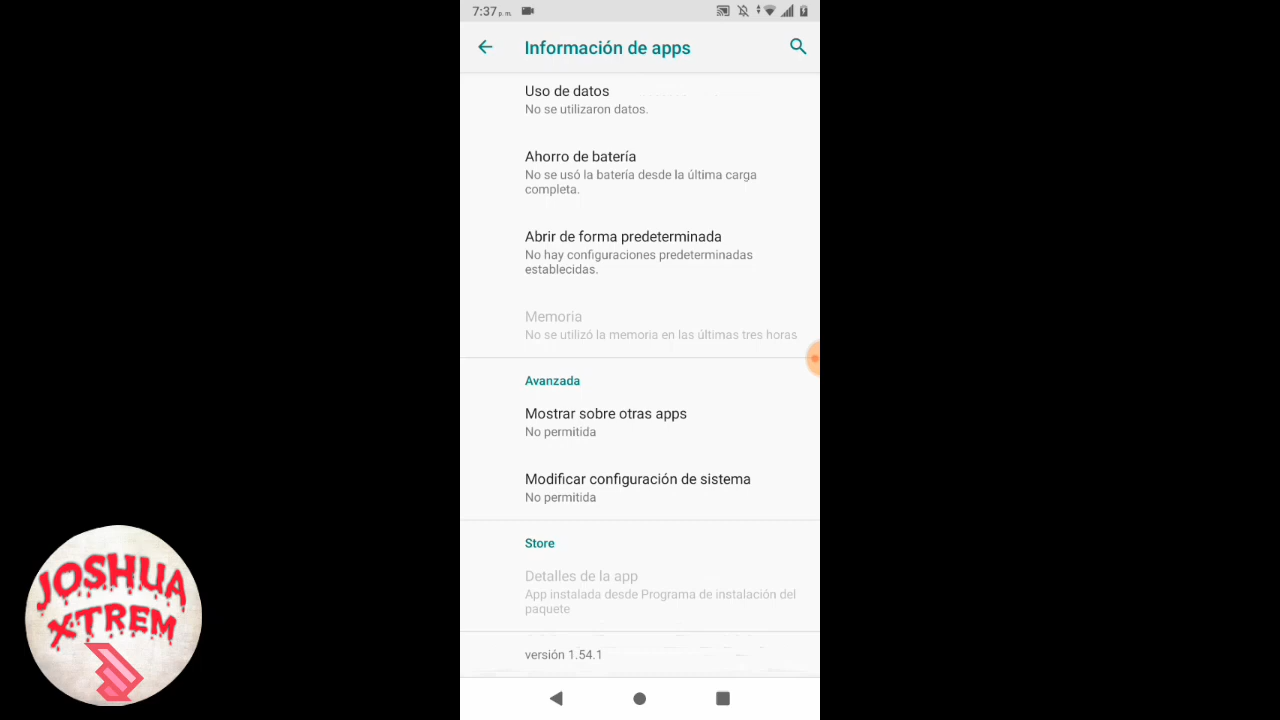 7:37 p. m.
Información de apps
Uso de datos
No se utilizaron datos.
Ahorro de batería
No se usó la batería desde la última carga
completa.
Abrir de forma predeterminada
No hay configuraciones predeterminadas
establecidas.
Memoria
No se utilizó la memoria en las últimas tres horas
Avanzada
Mostrar sobre otras apps
No permitida
Modificar configuración de sistema
No permitida
Store
Detalles de la app
App instalada desde Programa de instalación del
paquete
versión 1.54.1
JOSHUA
XTREM